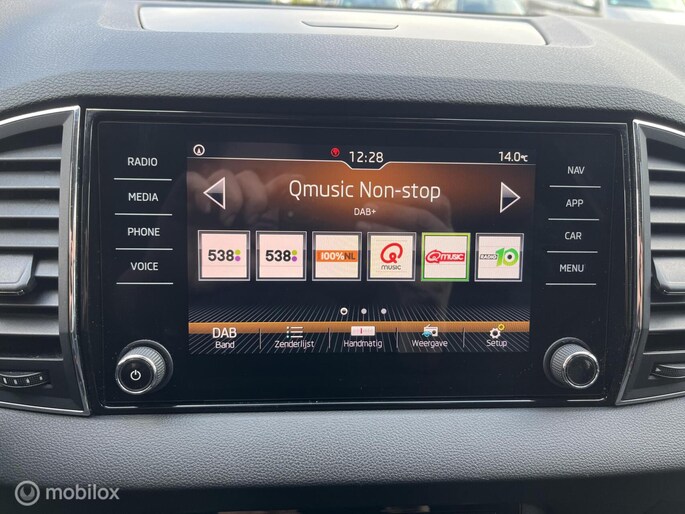 12:28
14.0°C
RADIO
MEDIA
PHONE
VOICE
Qmusic Non-stop
DAB+
538
538
100%NL
Q music
Qmusic
RADIO 10
DAB
Band
Zenderlijst
Handmatig
Weergave
Setup
NAV
APP
CAR
MENU
mobilox